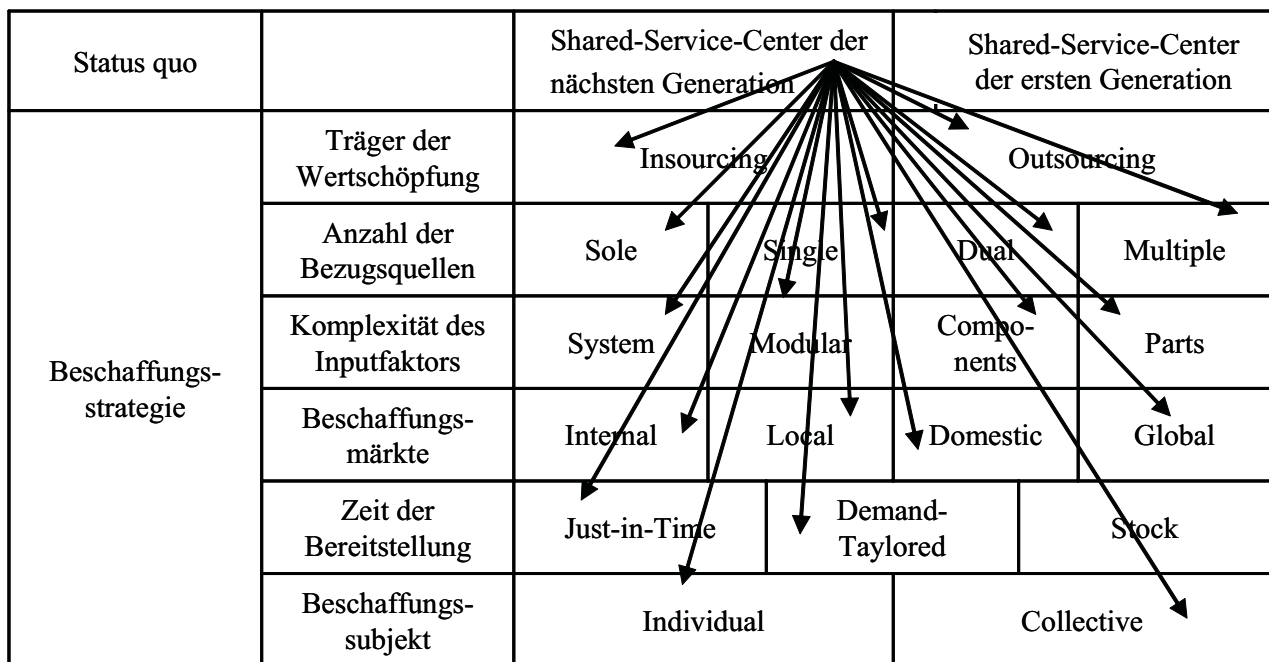 Status quo
Shared-Service-Center der
nächsten Generation
Shared-Service-Center
der ersten Generation
Beschaffungs-
strategie
Träger der
Wertschöpfung
Insourcing
Outsourcing
Anzahl der
Bezugsquellen
Sole
Single
Dual
Multiple
Komplexität des
Inputfaktors
System
Modular
Compo-
nents
Parts
Beschaffungs-
märkte
Internal
Local
Domestic
Global
Zeit der
Bereitstellung
Just-in-Time
Demand-
Taylored
Stock
Beschaffungs-
subjekt
Individual
Collective